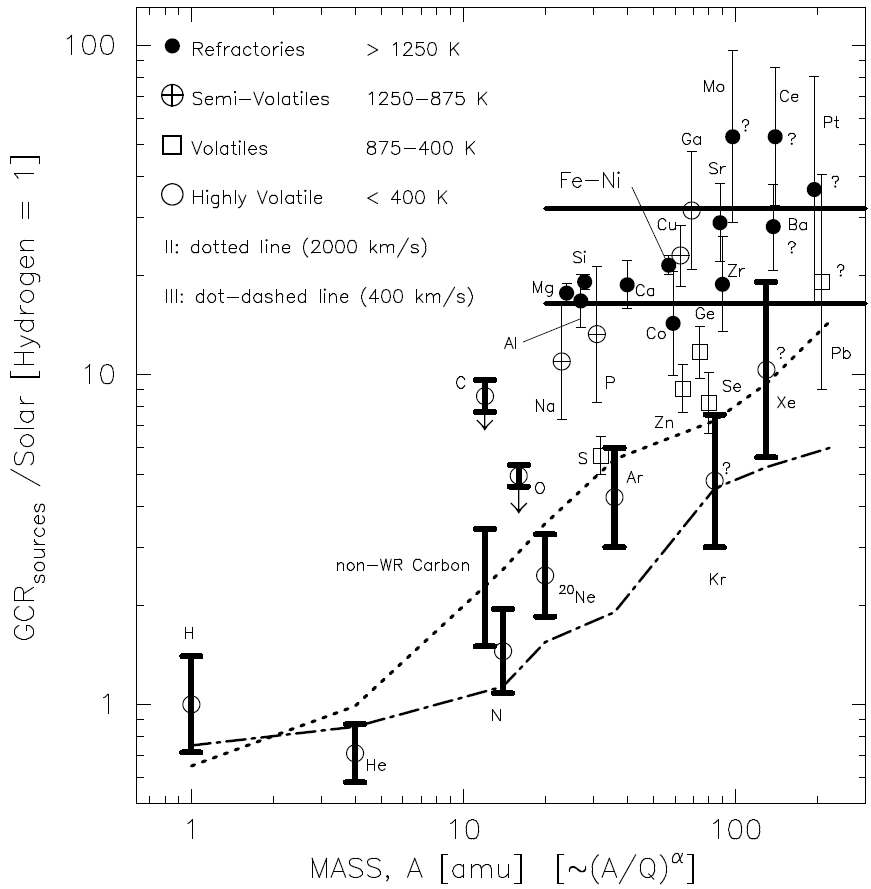 100
● Refractories > 1250 K
⊕ Semi-Volatiles 1250-875 K
□ Volatiles 875-400 K
○ Highly Volatile < 400 K
II: dotted line (2000 km/s)
III: dot-dashed line (400 km/s)
Mo
?
Ce
?
Pt
?
Ga
Sr
Fe-Ni
Cu
Ba
?
Si
Mg
Ca
Zr
?
Al
Co
Ge
P
Na
Pb
10
C
?
Se
Zn
Xe
S
O
Ar
?
non-WR Carbon
²⁰Ne
Kr
H
1
N
He
GCRsources /Solar [Hydrogen = 1]
1
10
100
MASS, A [amu] [~(A/Q)^α]